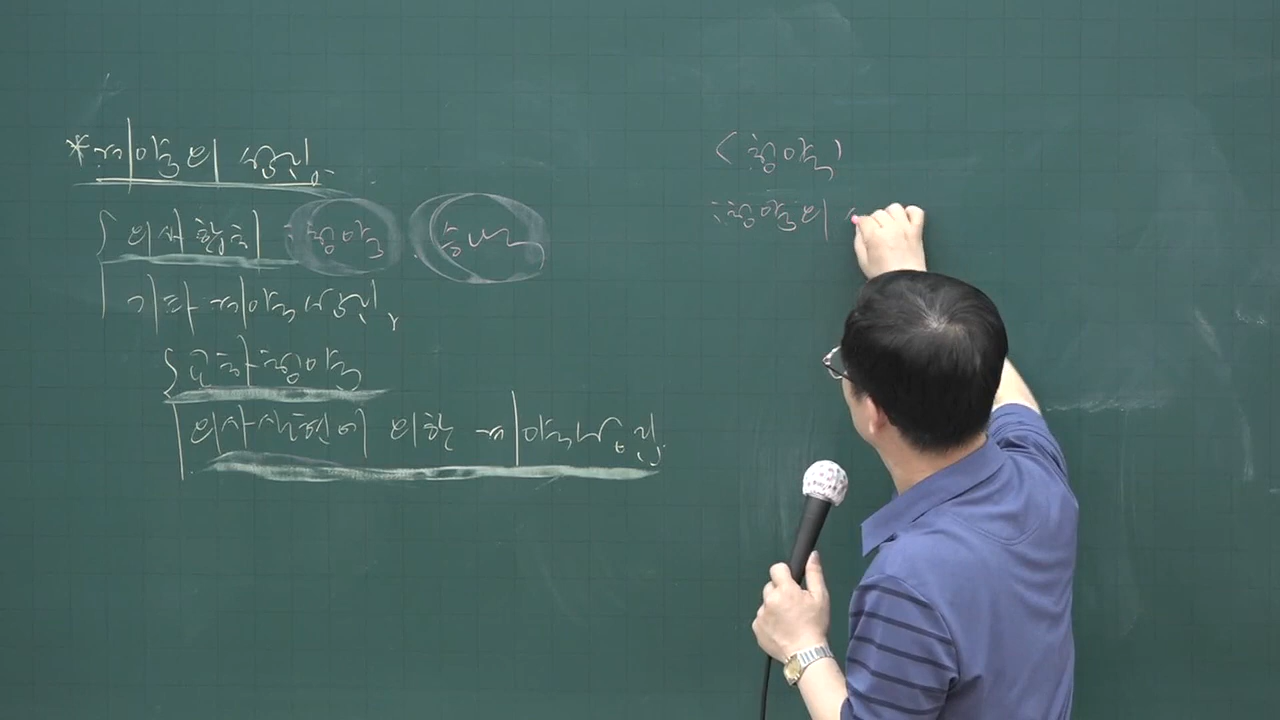 * 계약의 성립
의사합치 : 청약 승낙
기타 계약성립
교차청약
의사실현에 의한 계약성립.
<청약>
: 청약의